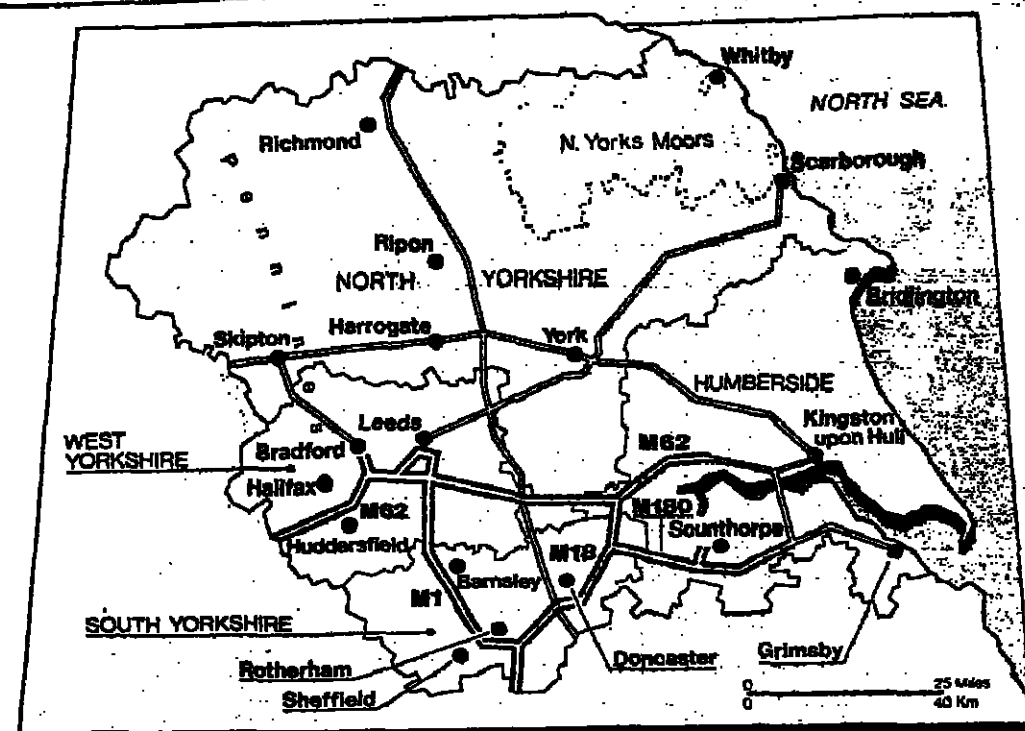 Whitby
NORTH SEA
Richmond
N. Yorks Moors
Scarborough
Pennines
Ripon
NORTH YORKSHIRE
Bridlington
Skipton
Harrogate
York
HUMBERSIDE
Leeds
Kingston
upon Hull
WEST
YORKSHIRE
Bradford
M62
Halifax
M62
M180
Scunthorpe
Huddersfield
M18
Barnsley
M1
SOUTH YORKSHIRE
Rotherham
Doncaster
Grimsby
Sheffield
0 25 Miles
0 40 Km